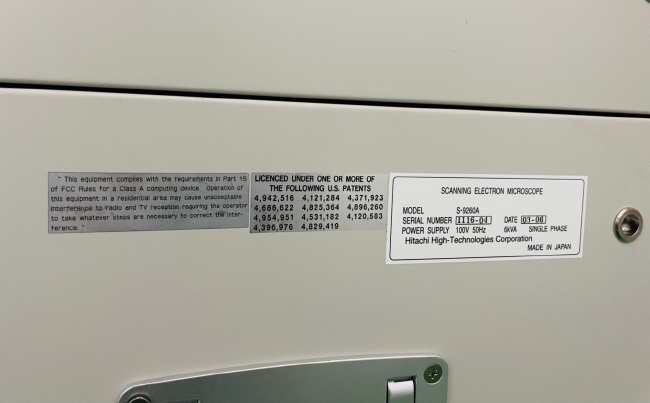 " This equipment complies with the requirements in Part 15
of FCC Rules for a Class A computing device. Operation of
this equipment in a residential area may cause unacceptable
interference to radio and TV reception requiring the operator
to take whatever steps are necessary to correct the inter-
ference. "
LICENCED UNDER ONE OR MORE OF
THE FOLLOWING U.S. PATENTS
4,942,516 4,121,284 4,371,923
4,686,622 4,825,364 4,896,260
4,954,951 4,531,182 4,120,583
4,396,976 4,829,419
SCANNING ELECTRON MICROSCOPE
MODEL S-9260A
SERIAL NUMBER 1116-04 DATE 03-06
POWER SUPPLY 100V 50Hz 6kVA SINGLE PHASE
Hitachi High-Technologies Corporation
MADE IN JAPAN